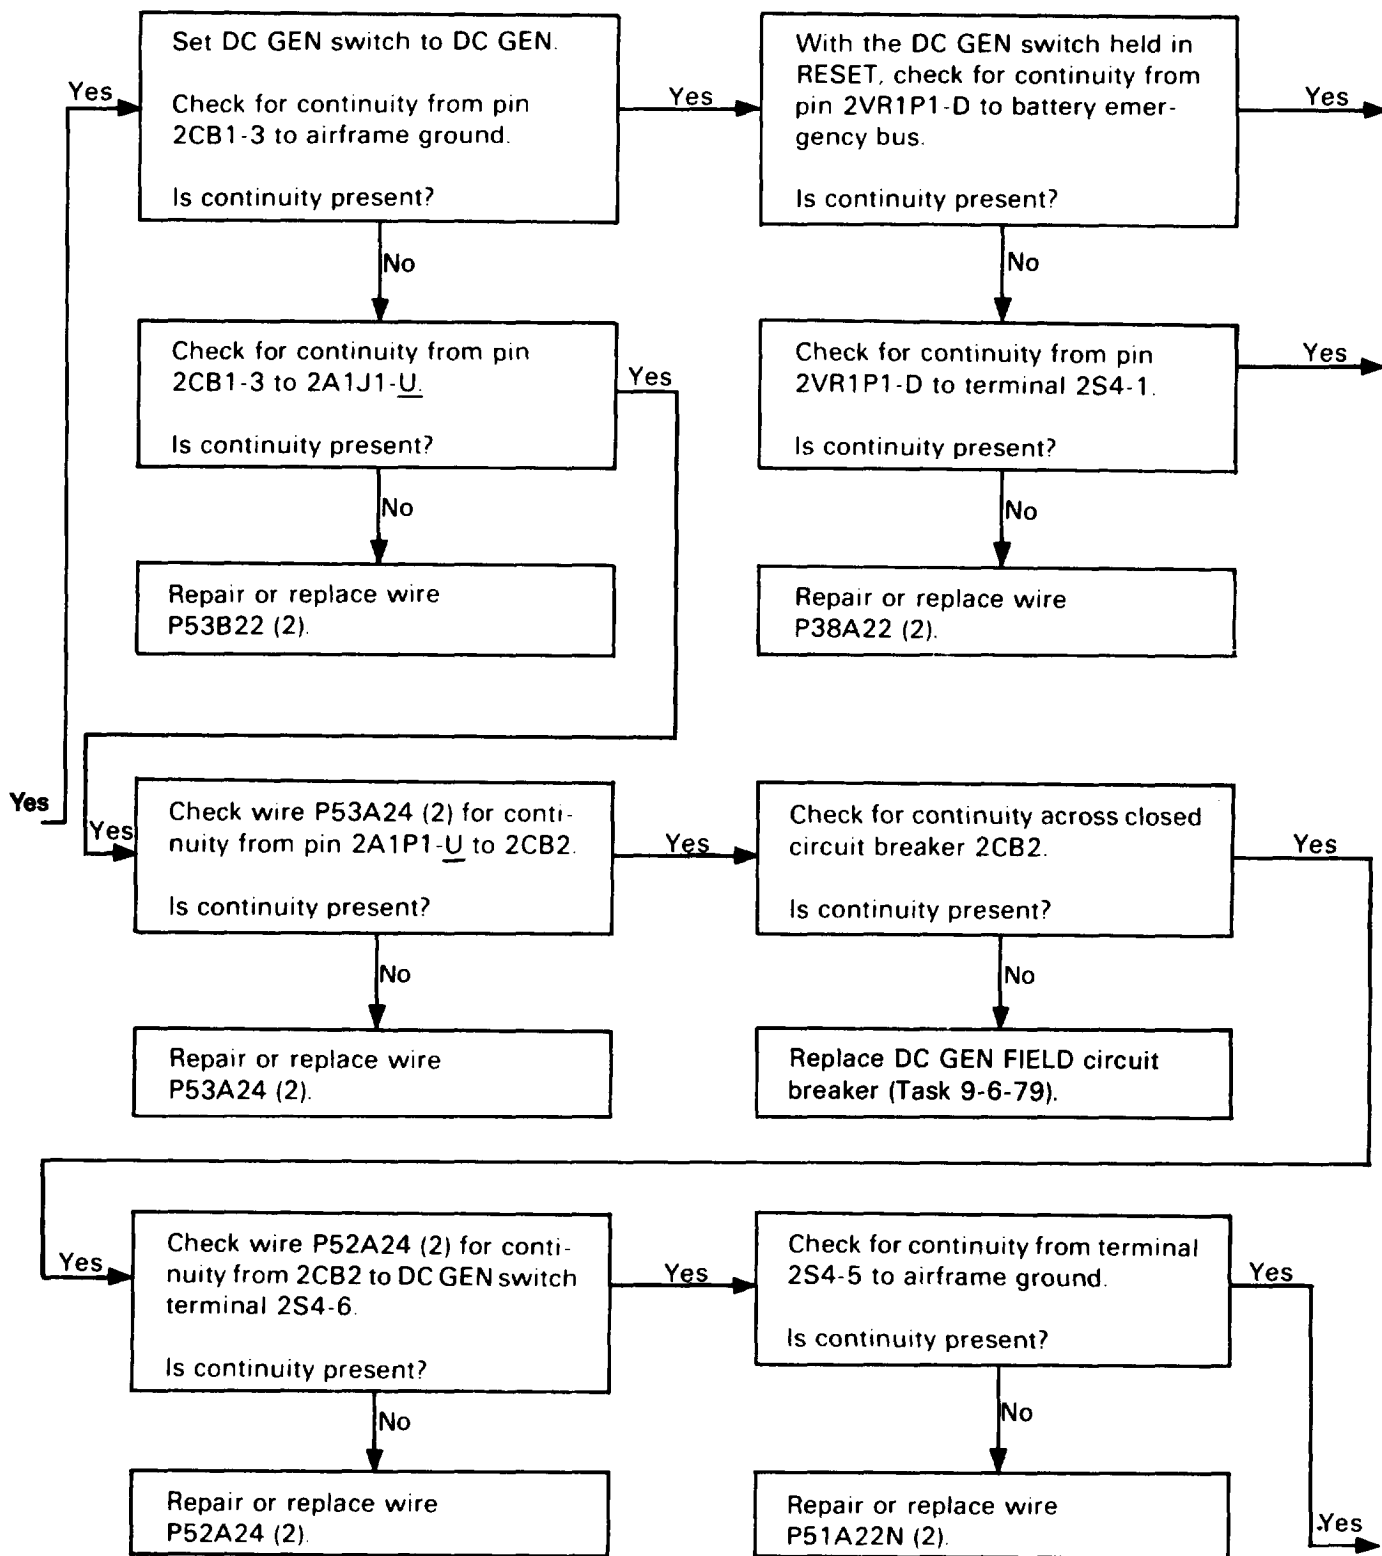 Yes
Set DC GEN switch to DC GEN.
Check for continuity from pin
2CB1-3 to airframe ground.
Is continuity present?
Yes
With the DC GEN switch held in
RESET, check for continuity from
pin 2VR1P1-D to battery emer-
gency bus.
Is continuity present?
Yes
No
No
Check for continuity from pin
2CB1-3 to 2A1J1-U.
Is continuity present?
Yes
Check for continuity from pin
2VR1P1-D to terminal 2S4-1.
Is continuity present?
Yes
No
No
Repair or replace wire
P53B22 (2).
Repair or replace wire
P38A22 (2).
Yes
Yes
Check wire P53A24 (2) for conti-
nuity from pin 2A1P1-U to 2CB2.
Is continuity present?
Yes
Check for continuity across closed
circuit breaker 2CB2.
Is continuity present?
Yes
No
No
Repair or replace wire
P53A24 (2).
Replace DC GEN FIELD circuit
breaker (Task 9-6-79).
Yes
Check wire P52A24 (2) for conti-
nuity from 2CB2 to DC GEN switch
terminal 2S4-6.
Is continuity present?
Yes
Check for continuity from terminal
2S4-5 to airframe ground.
Is continuity present?
Yes
No
No
Repair or replace wire
P52A24 (2).
Repair or replace wire
P51A22N (2).
Yes